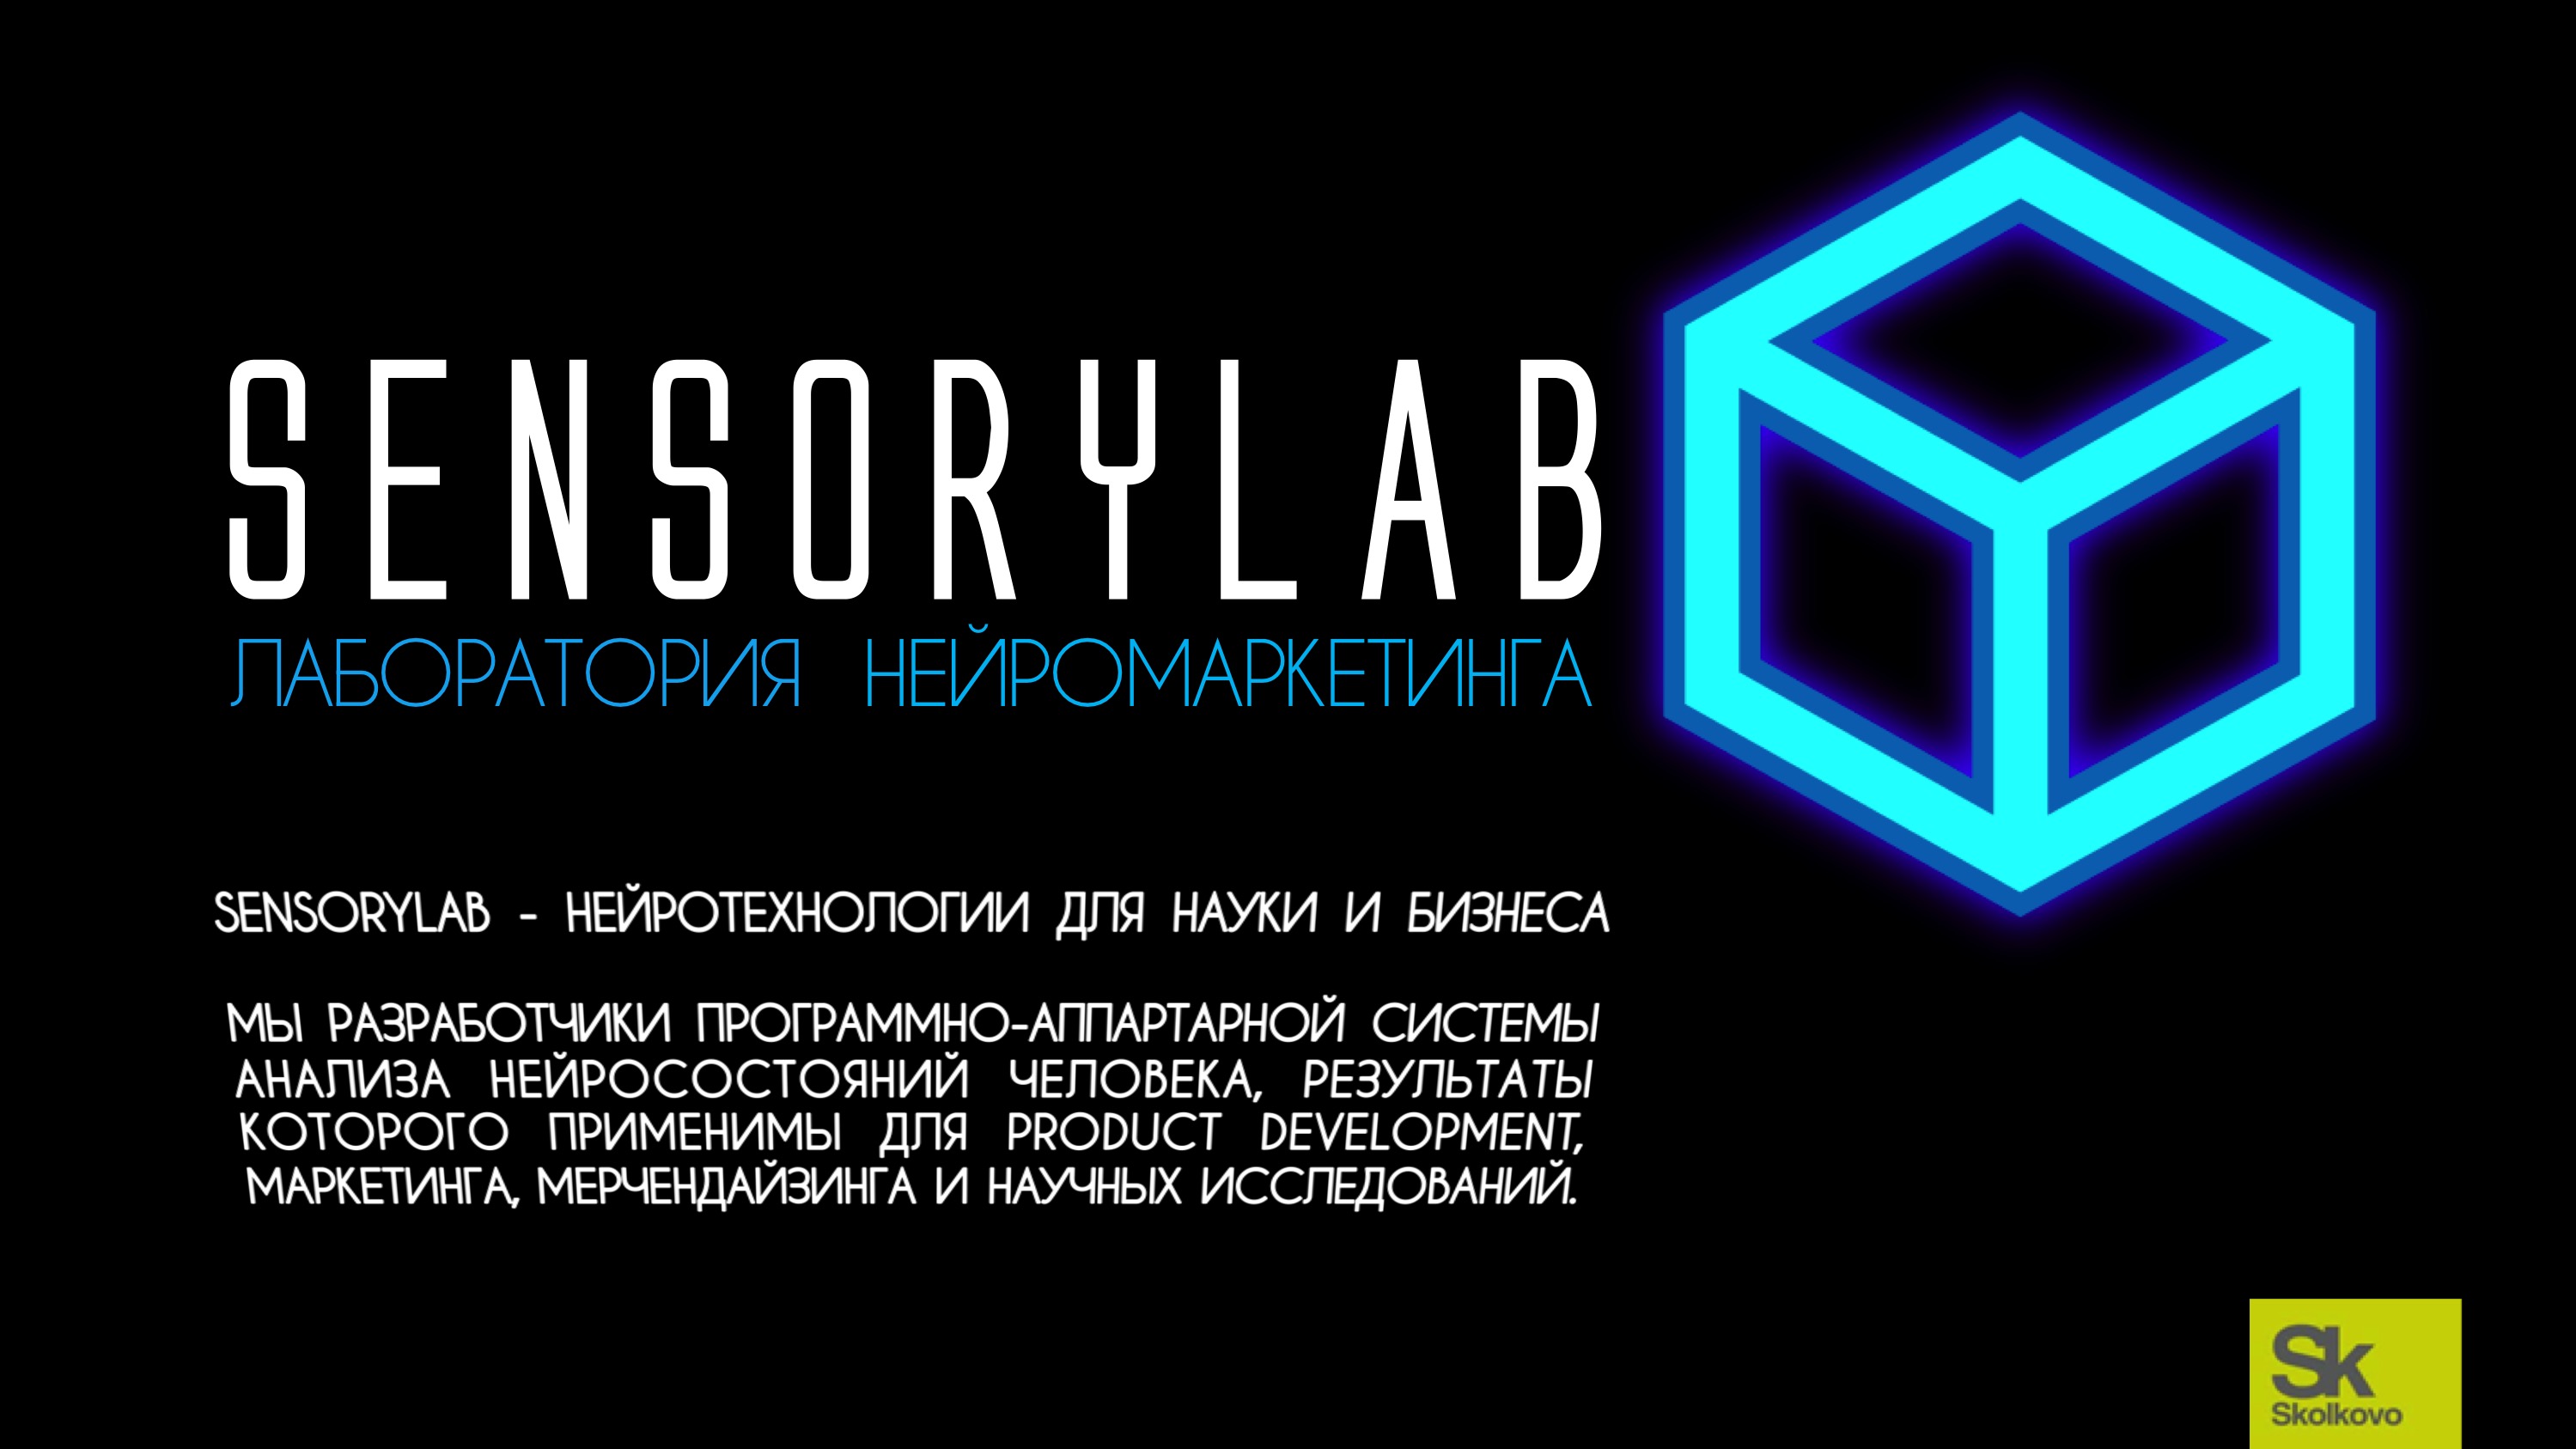 SENSORYLAB
ЛАБОРАТОРИЯ НЕЙРОМАРКЕТИНГА
SENSORYLAB - НЕЙРОТЕХНОЛОГИИ ДЛЯ НАУКИ И БИЗНЕСА
МЫ РАЗРАБОТЧИКИ ПРОГРАММНО-АППАРТАРНОЙ СИСТЕМЫ
АНАЛИЗА НЕЙРОСОСТОЯНИЙ ЧЕЛОВЕКА, РЕЗУЛЬТАТЫ
КОТОРОГО ПРИМЕНИМЫ ДЛЯ PRODUCT DEVELOPMENT,
МАРКЕТИНГА, МЕРЧЕНДАЙЗИНГА И НАУЧНЫХ ИССЛЕДОВАНИЙ.
Sk
Skolkovo